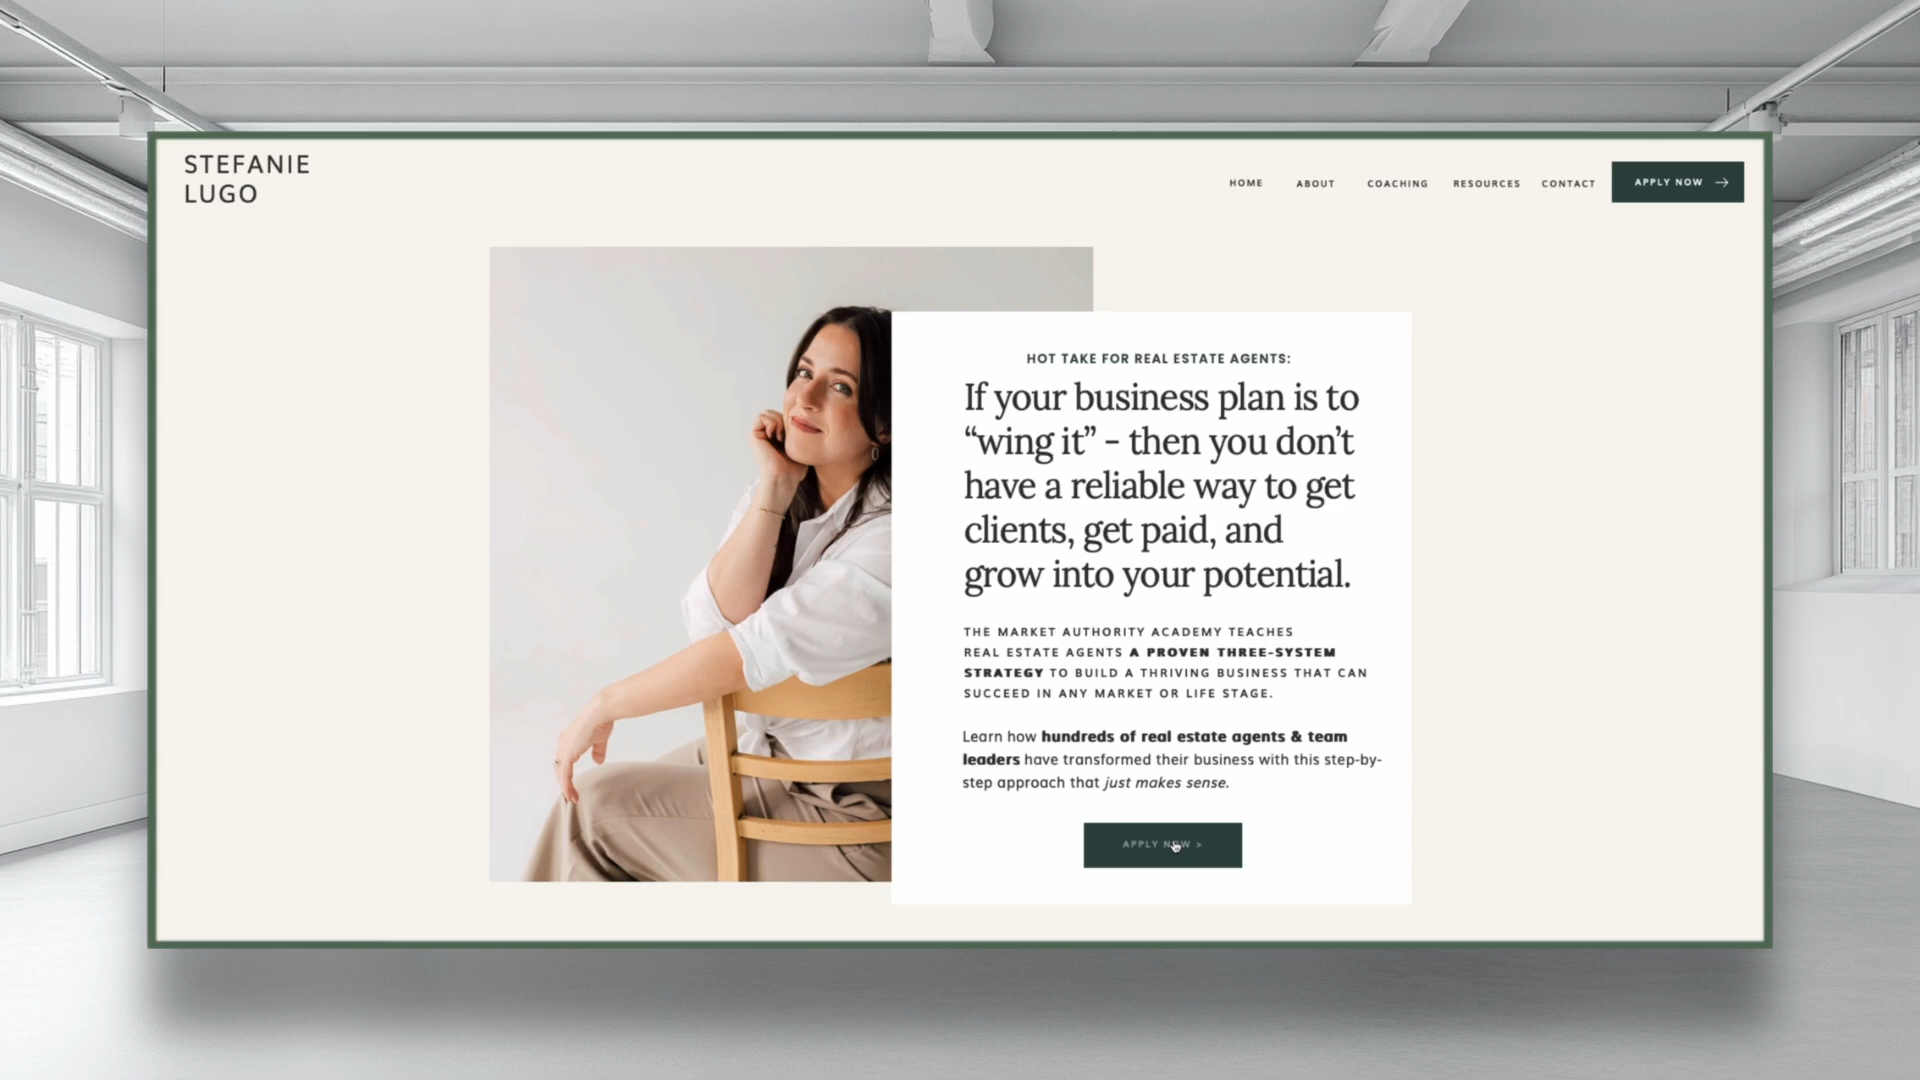 STEFANIE
LUGO
HOME
ABOUT
COACHING
RESOURCES
CONTACT
APPLY NOW →
HOT TAKE FOR REAL ESTATE AGENTS:
If your business plan is to
“wing it” - then you don’t
have a reliable way to get
clients, get paid, and
grow into your potential.
THE MARKET AUTHORITY ACADEMY TEACHES
REAL ESTATE AGENTS A PROVEN THREE-SYSTEM
STRATEGY TO BUILD A THRIVING BUSINESS THAT CAN
SUCCEED IN ANY MARKET OR LIFE STAGE.
Learn how hundreds of real estate agents & team
leaders have transformed their business with this step-by-
step approach that just makes sense.
APPLY NOW >